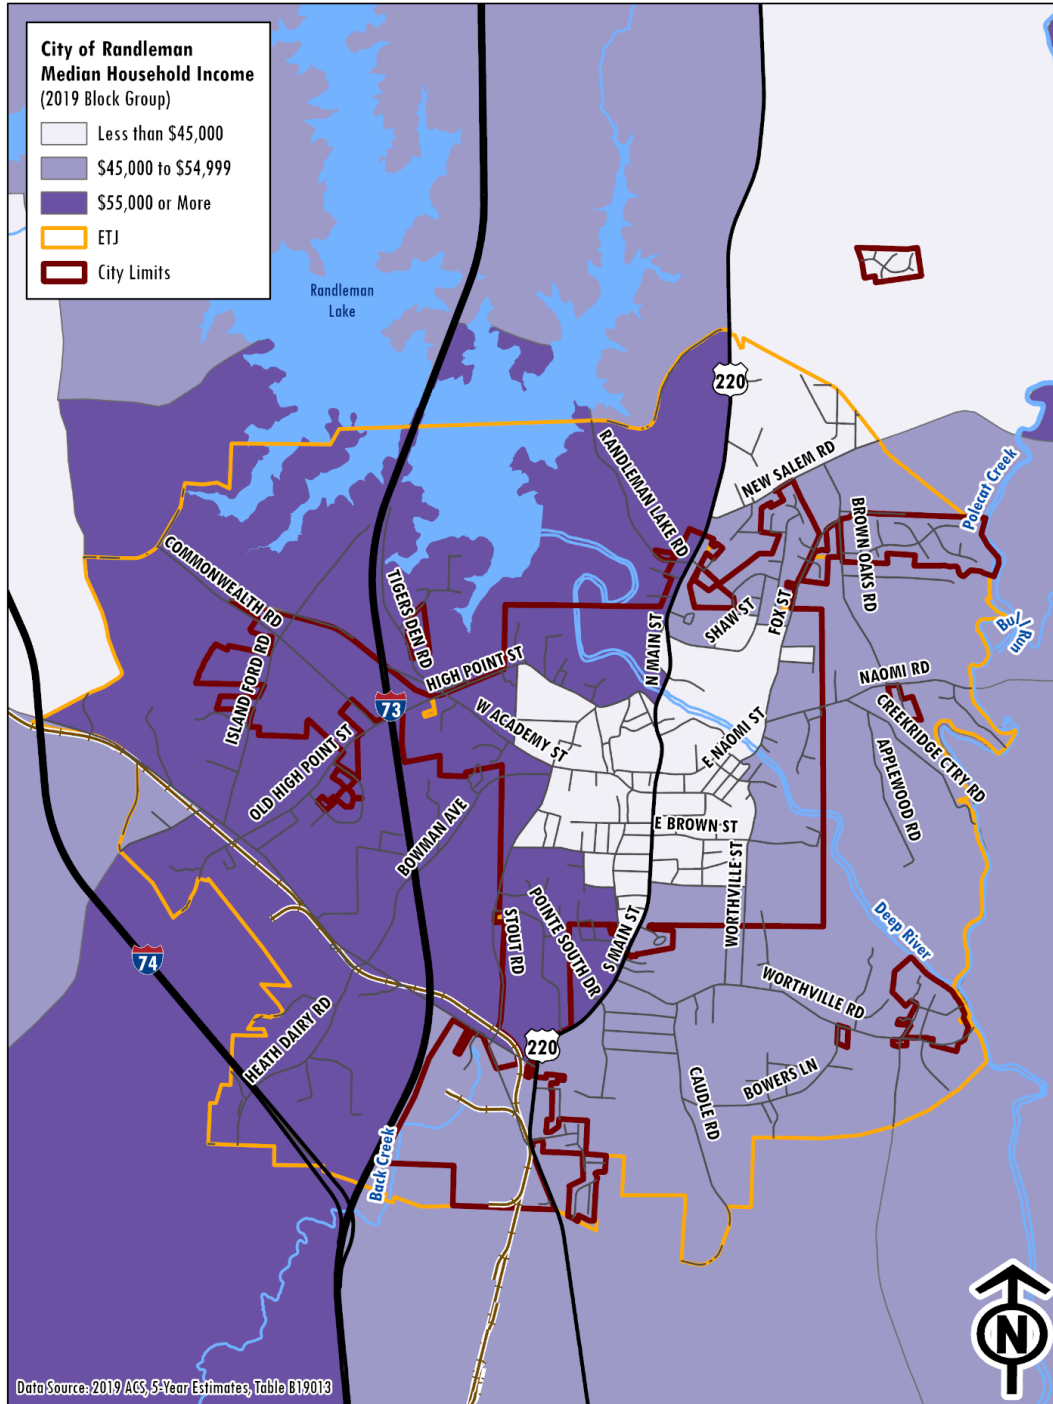 City of Randleman
Median Household Income
(2019 Block Group)
Less than $45,000
$45,000 to $54,999
$55,000 or More
ETJ
City Limits
Randleman
Lake
220
NEW SALEM RD
RANDLEMAN LAKE RD
Polecat Creek
BROWN OAKS RD
COMMONWEALTH RD
TIGERS DEN RD
SHAW ST
FOX ST
Bull Run
N MAIN ST
ISLAND FORD RD
HIGH POINT ST
NAOMI RD
73
W ACADEMY ST
E NAOMI ST
CREEKRIDGE CTRY RD
OLD HIGH POINT ST
APPLEWOOD RD
BOWMAN AVE
E BROWN ST
WORTHVILLE ST
POINTE SOUTH DR
STOUT RD
S MAIN ST
Deep River
74
WORTHVILLE RD
HEATH DAIRY RD
220
BOWERS LN
CAUDLE RD
Back Creek
N
Data Source: 2019 ACS, 5-Year Estimates, Table B19013